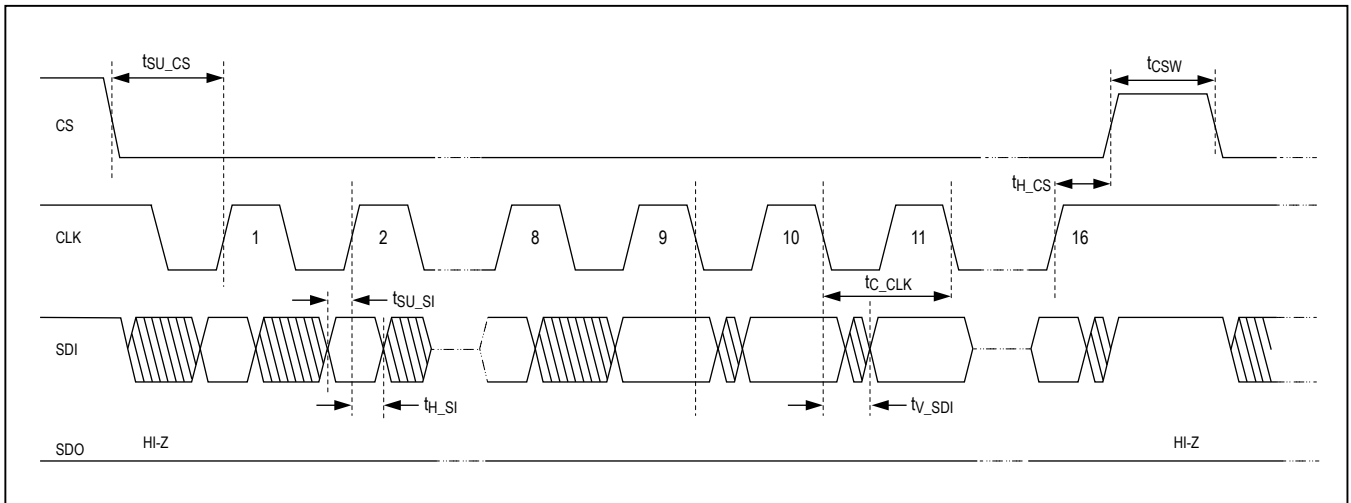 tSU_CS
tCSW
CS
tH_CS
CLK
1
2
8
9
10
11
16
tC_CLK
tSU_SI
SDI
tH_SI
tV_SDI
HI-Z
HI-Z
SDO